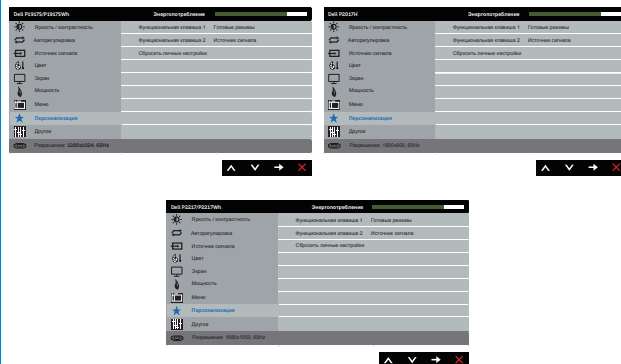 Dell P1917S/P1917SWh Энергопотребление
Яркость / контрастность Функциональная клавиша 1 Готовые режимы
Авторегулировка Функциональная клавиша 2 Источник сигнала
Источник сигнала Сбросить личные настройки
Цвет
Экран
Мощность
Меню
Персонализация
Другое
Разрешение: 1280x1024, 60Hz
Dell P2017H Энергопотребление
Яркость / контрастность Функциональная клавиша 1 Готовые режимы
Авторегулировка Функциональная клавиша 2 Источник сигнала
Источник сигнала Сбросить личные настройки
Цвет
Экран
Мощность
Меню
Персонализация
Другое
Разрешение: 1600x900, 60Hz
Dell P2217/P2217Wh Энергопотребление
Яркость / контрастность Функциональная клавиша 1 Готовые режимы
Авторегулировка Функциональная клавиша 2 Источник сигнала
Источник сигнала Сбросить личные настройки
Цвет
Экран
Мощность
Меню
Персонализация
Другое
Разрешение: 1680x1050, 60Hz